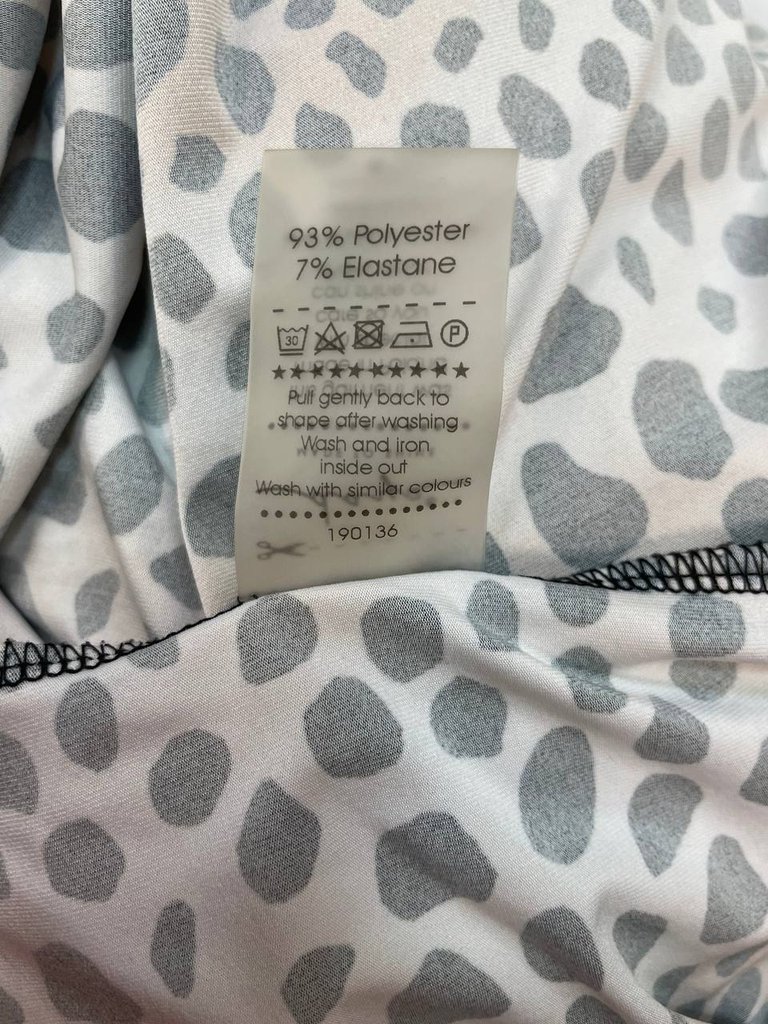 93% Polyester
7% Elastane
30 P
Pull gently back to
shape after washing
Wash and iron
inside out
Wash with similar colours
190136